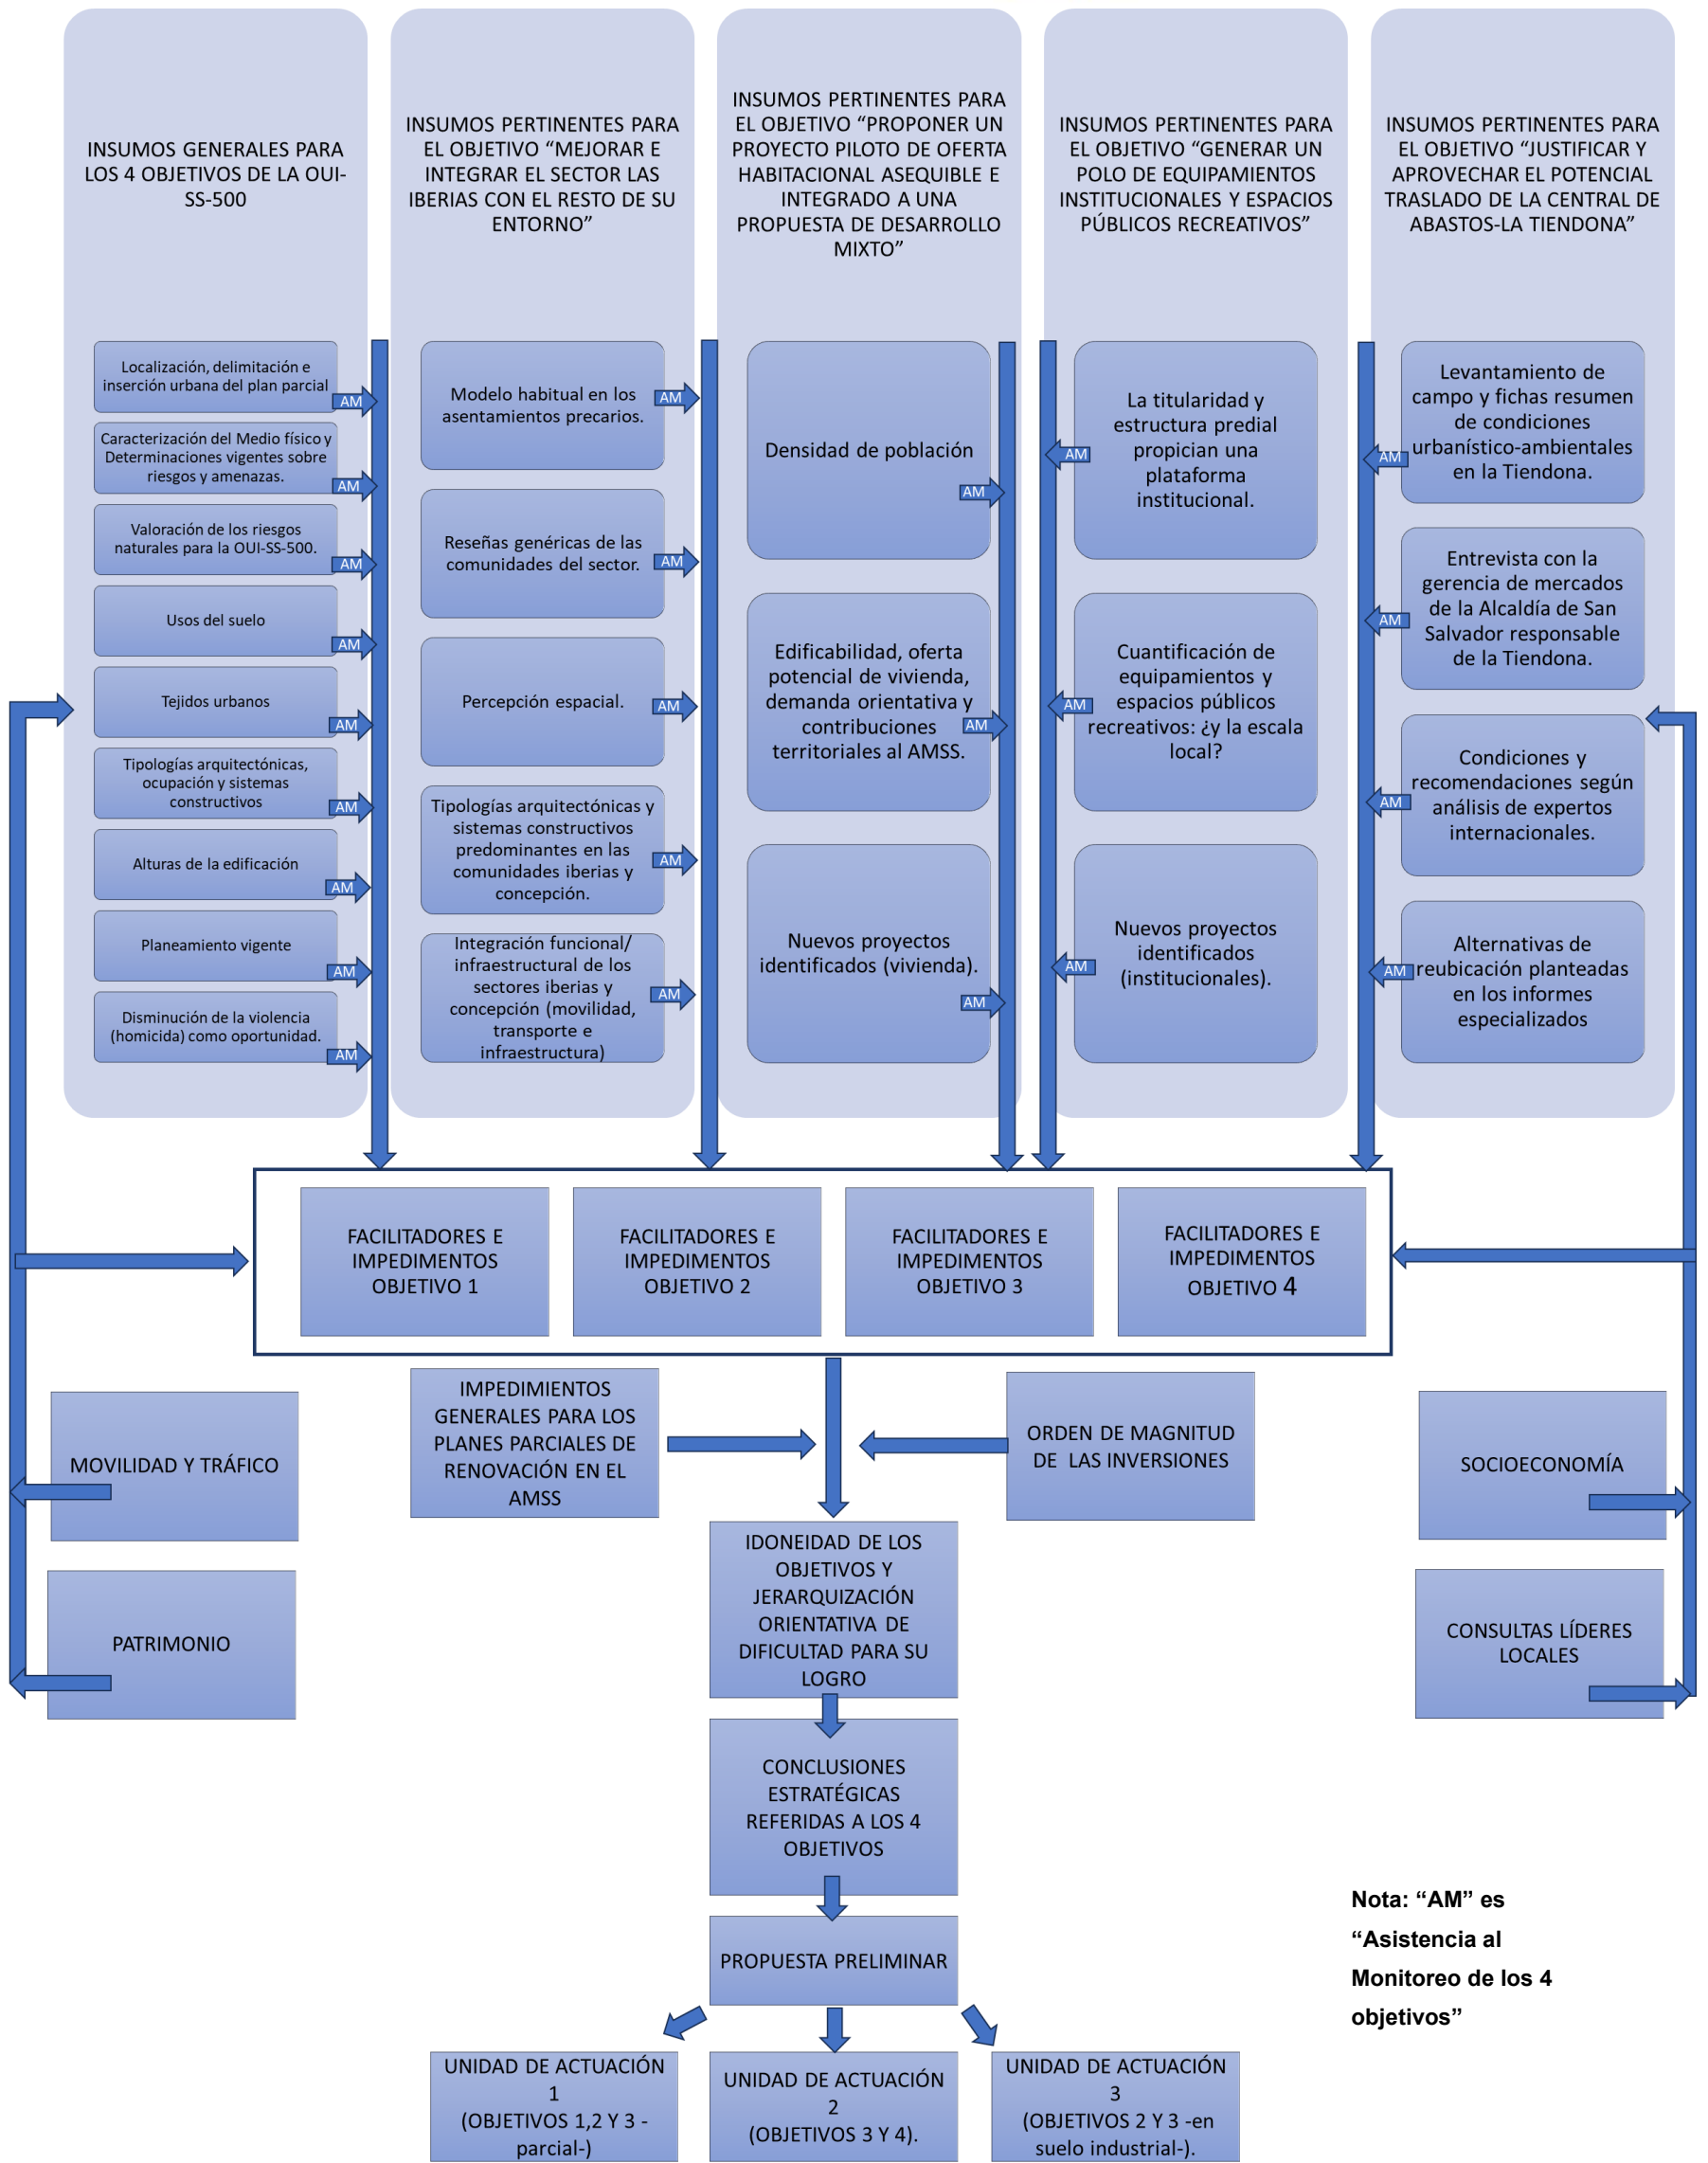 INSUMOS GENERALES PARA
LOS 4 OBJETIVOS DE LA OUI-
SS-500
Localización, delimitación e
inserción urbana del plan parcial
AM
Caracterización del Medio físico y
Determinaciones vigentes sobre
riesgos y amenazas.
AM
Valoración de los riesgos
naturales para la OUI-SS-500.
AM
Usos del suelo
AM
Tejidos urbanos
AM
Tipologías arquitectónicas,
ocupación y sistemas
constructivos
AM
Alturas de la edificación
AM
Planeamiento vigente
AM
Disminución de la violencia
(homicida) como oportunidad.
AM
INSUMOS PERTINENTES PARA
EL OBJETIVO “MEJORAR E
INTEGRAR EL SECTOR LAS
IBERIAS CON EL RESTO DE SU
ENTORNO”
Modelo habitual en los
asentamientos precarios.
AM
Reseñas genéricas de las
comunidades del sector.
AM
Percepción espacial.
AM
Tipologías arquitectónicas y
sistemas constructivos
predominantes en las
comunidades iberias y
concepción.
AM
Integración funcional/
infraestructural de los
sectores iberias y
concepción (movilidad,
transporte e
infraestructura)
AM
INSUMOS PERTINENTES PARA
EL OBJETIVO “PROPONER UN
PROYECTO PILOTO DE OFERTA
HABITACIONAL ASEQUIBLE E
INTEGRADO A UNA
PROPUESTA DE DESARROLLO
MIXTO”
Densidad de población
AM
Edificabilidad, oferta
potencial de vivienda,
demanda orientativa y
contribuciones
territoriales al AMSS.
AM
Nuevos proyectos
identificados (vivienda).
AM
INSUMOS PERTINENTES PARA
EL OBJETIVO “GENERAR UN
POLO DE EQUIPAMIENTOS
INSTITUCIONALES Y ESPACIOS
PÚBLICOS RECREATIVOS”
La titularidad y
estructura predial
propician una
plataforma
institucional.
AM
Cuantificación de
equipamientos y
espacios públicos
recreativos: ¿y la escala
local?
AM
Nuevos proyectos
identificados
(institucionales).
AM
INSUMOS PERTINENTES PARA
EL OBJETIVO “JUSTIFICAR Y
APROVECHAR EL POTENCIAL
TRASLADO DE LA CENTRAL DE
ABASTOS-LA TIENDONA”
Levantamiento de
campo y fichas resumen
de condiciones
urbanístico-ambientales
en la Tiendona.
AM
Entrevista con la
gerencia de mercados
de la Alcaldía de San
Salvador responsable
de la Tiendona.
AM
Condiciones y
recomendaciones según
análisis de expertos
internacionales.
AM
Alternativas de
reubicación planteadas
en los informes
especializados
AM
FACILITADORES E
IMPEDIMENTOS
OBJETIVO 1
FACILITADORES E
IMPEDIMENTOS
OBJETIVO 2
FACILITADORES E
IMPEDIMENTOS
OBJETIVO 3
FACILITADORES E
IMPEDIMENTOS
OBJETIVO 4
MOVILIDAD Y TRÁFICO
PATRIMONIO
IMPEDIMIENTOS
GENERALES PARA LOS
PLANES PARCIALES DE
RENOVACIÓN EN EL
AMSS
ORDEN DE MAGNITUD
DE LAS INVERSIONES
SOCIOECONOMÍA
CONSULTAS LÍDERES
LOCALES
IDONEIDAD DE LOS
OBJETIVOS Y
JERARQUIZACIÓN
ORIENTATIVA DE
DIFICULTAD PARA SU
LOGRO
CONCLUSIONES
ESTRATÉGICAS
REFERIDAS A LOS 4
OBJETIVOS
PROPUESTA PRELIMINAR
UNIDAD DE ACTUACIÓN
1
(OBJETIVOS 1,2 Y 3 -
parcial-)
UNIDAD DE ACTUACIÓN
2
(OBJETIVOS 3 Y 4).
UNIDAD DE ACTUACIÓN
3
(OBJETIVOS 2 Y 3 -en
suelo industrial-).
Nota: “AM” es
“Asistencia al
Monitoreo de los 4
objetivos”